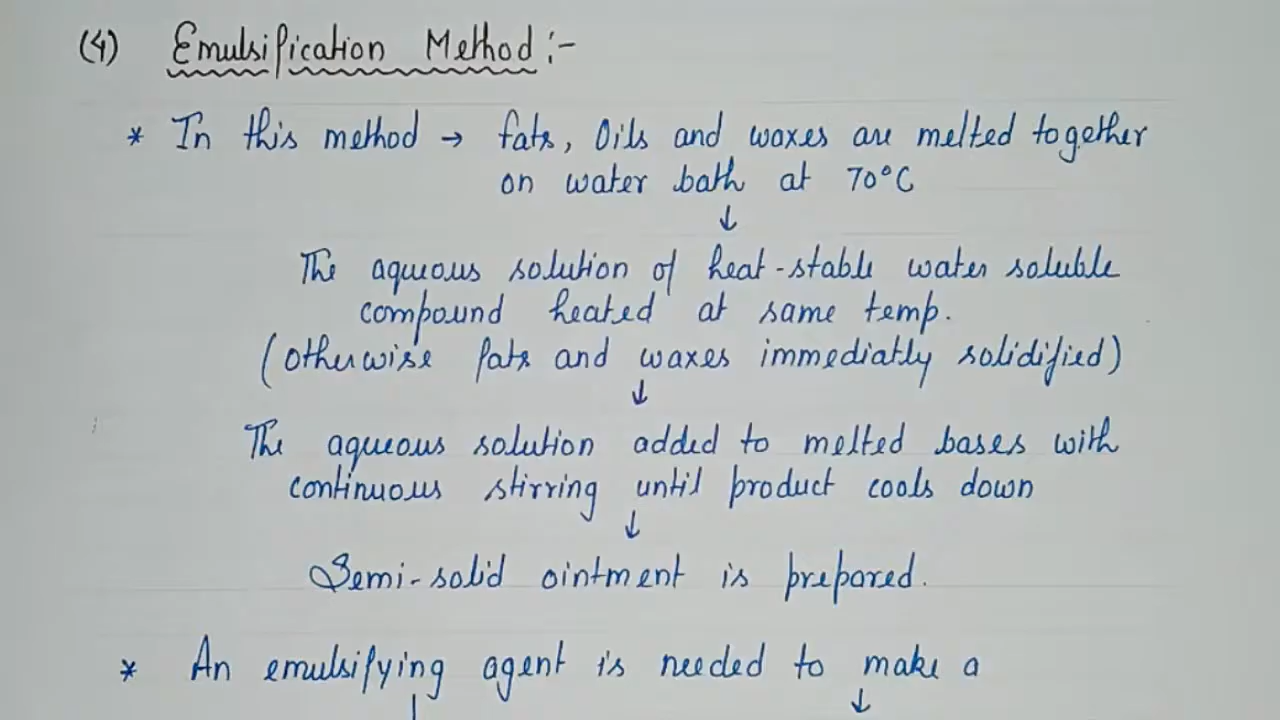 (4) Emulsification Method :-
* In this method → fats, Oils and waxes are melted together
on water bath at 70°C
↓
The aqueous solution of heat-stable water soluble
compound heated at same temp.
(otherwise fats and waxes immediatly solidified)
↓
The aqueous solution added to melted bases with
continuous stirring until product cools down
↓
Semi-solid ointment is prepared.
* An emulsifying agent is needed to make a
↓